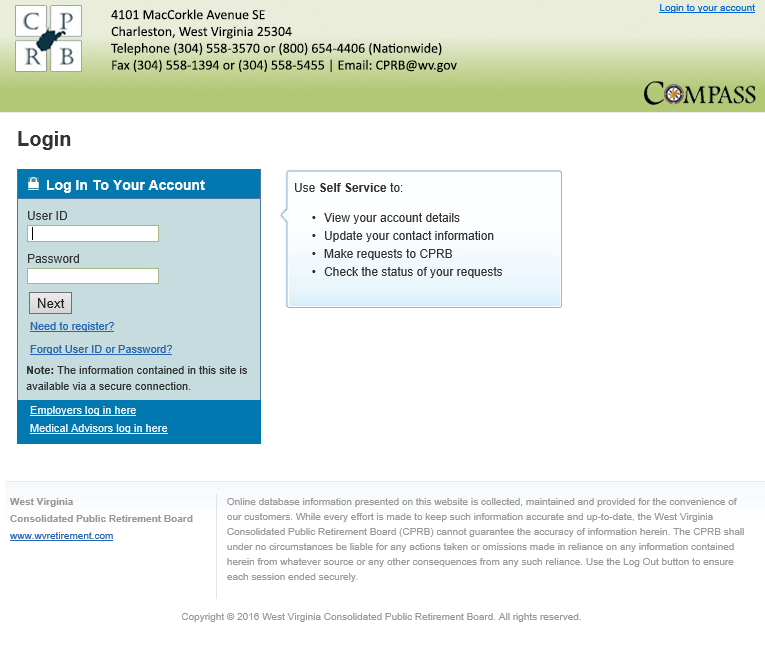 C P
R B
4101 MacCorkle Avenue SE
Charleston, West Virginia 25304
Telephone (304) 558-3570 or (800) 654-4406 (Nationwide)
Fax (304) 558-1394 or (304) 558-5455 | Email: CPRB@wv.gov
Login to your account
COMPASS
Login
Log In To Your Account
User ID
Password
Next
Need to register?
Forgot User ID or Password?
Note: The information contained in this site is
available via a secure connection.
Employers log in here
Medical Advisors log in here
Use Self Service to:
• View your account details
• Update your contact information
• Make requests to CPRB
• Check the status of your requests
West Virginia
Consolidated Public Retirement Board
www.wvretirement.com
Online database information presented on this website is collected, maintained and provided for the convenience of
our customers. While every effort is made to keep such information accurate and up-to-date, the West Virginia
Consolidated Public Retirement Board (CPRB) cannot guarantee the accuracy of information herein. The CPRB shall
under no circumstances be liable for any actions taken or omissions made in reliance on any information contained
herein from whatever source or any other consequences from any such reliance. Use the Log Out button to ensure
each session ended securely.
Copyright © 2016 West Virginia Consolidated Public Retirement Board. All rights reserved.